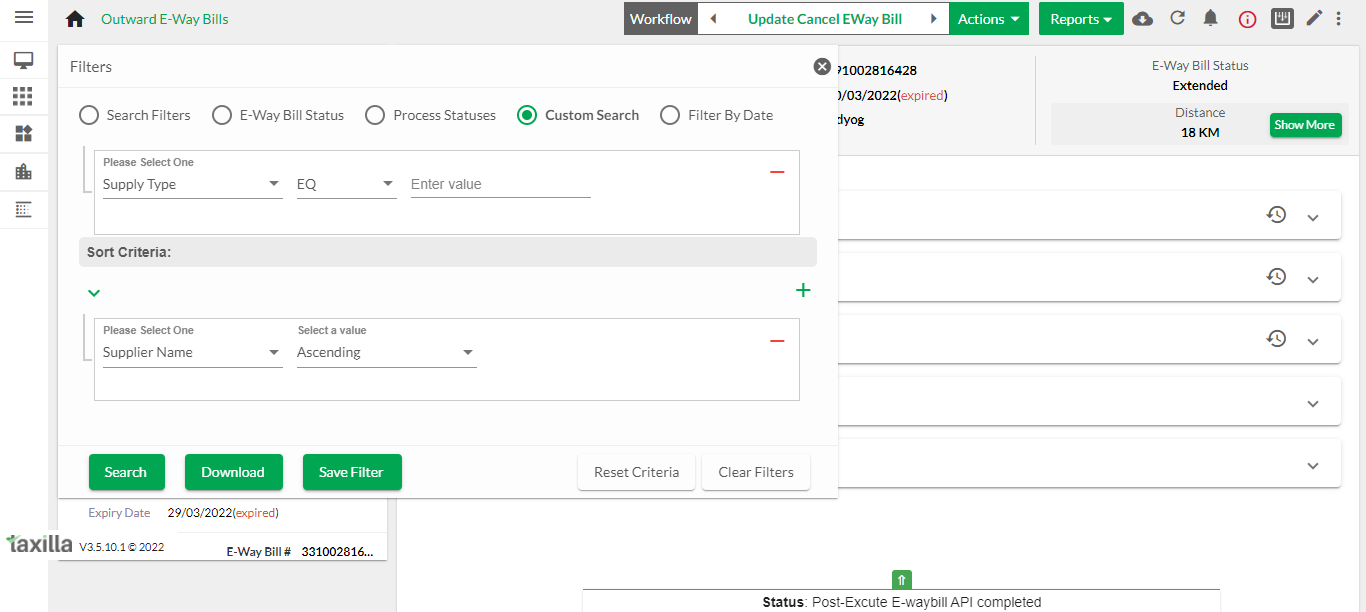 Outward E-Way Bills
Workflow
Update Cancel EWay Bill
Actions
Reports
Filters
Search Filters
E-Way Bill Status
Process Statuses
Custom Search
Filter By Date
Please Select One
Supply Type
EQ
Enter value
Sort Criteria:
Please Select One
Select a value
Supplier Name
Ascending
Search
Download
Save Filter
Reset Criteria
Clear Filters
91002816428
0/03/2022(expired)
dyog
E-Way Bill Status
Extended
Distance
18 KM
Show More
Expiry Date 29/03/2022(expired)
taxilla V3.5.10.1 © 2022
E-Way Bill # 331002816...
Status: Post-Excute E-waybill API completed